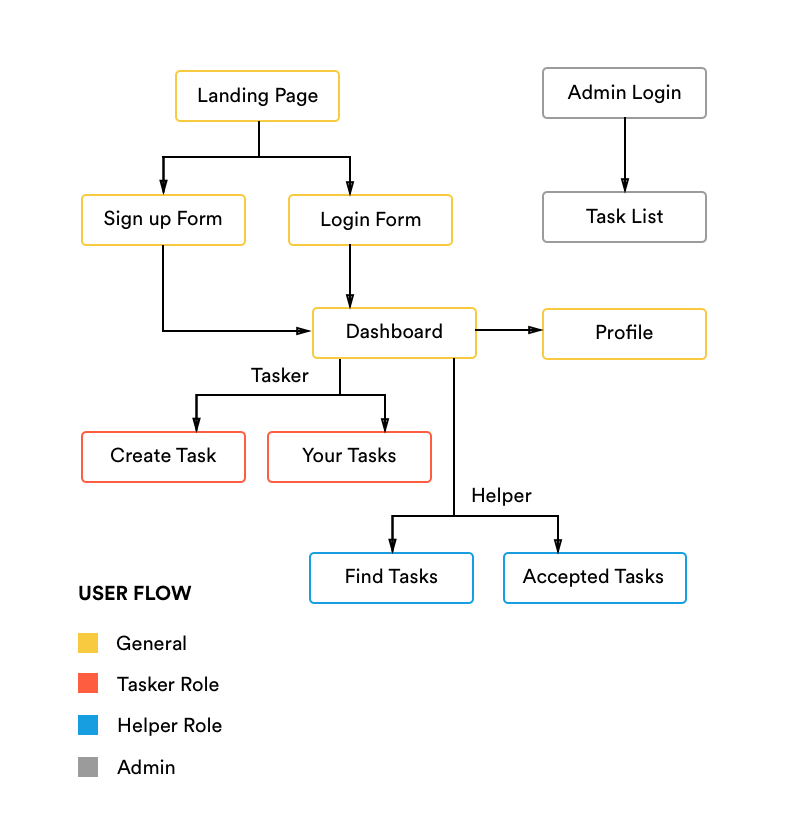 Landing Page
Admin Login
Sign up Form
Login Form
Task List
Dashboard
Profile
Tasker
Create Task
Your Tasks
Helper
Find Tasks
Accepted Tasks
USER FLOW
General
Tasker Role
Helper Role
Admin